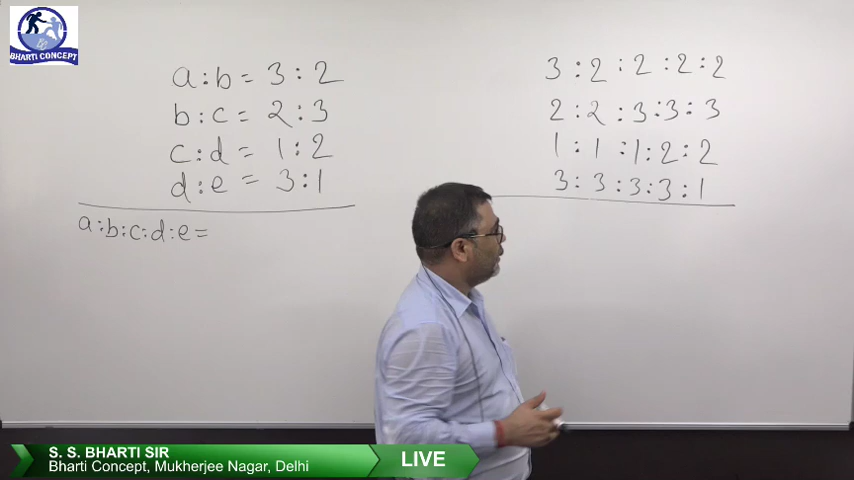 BHARTI CONCEPT
a:b = 3:2
b:c = 2:3
c:d = 1:2
d:e = 3:1
a:b:c:d:e =
3:2:2:2:2
2:2:3:3:3
1:1:1:2:2
3:3:3:3:1
S. S. BHARTI SIR
Bharti Concept, Mukherjee Nagar, Delhi
LIVE